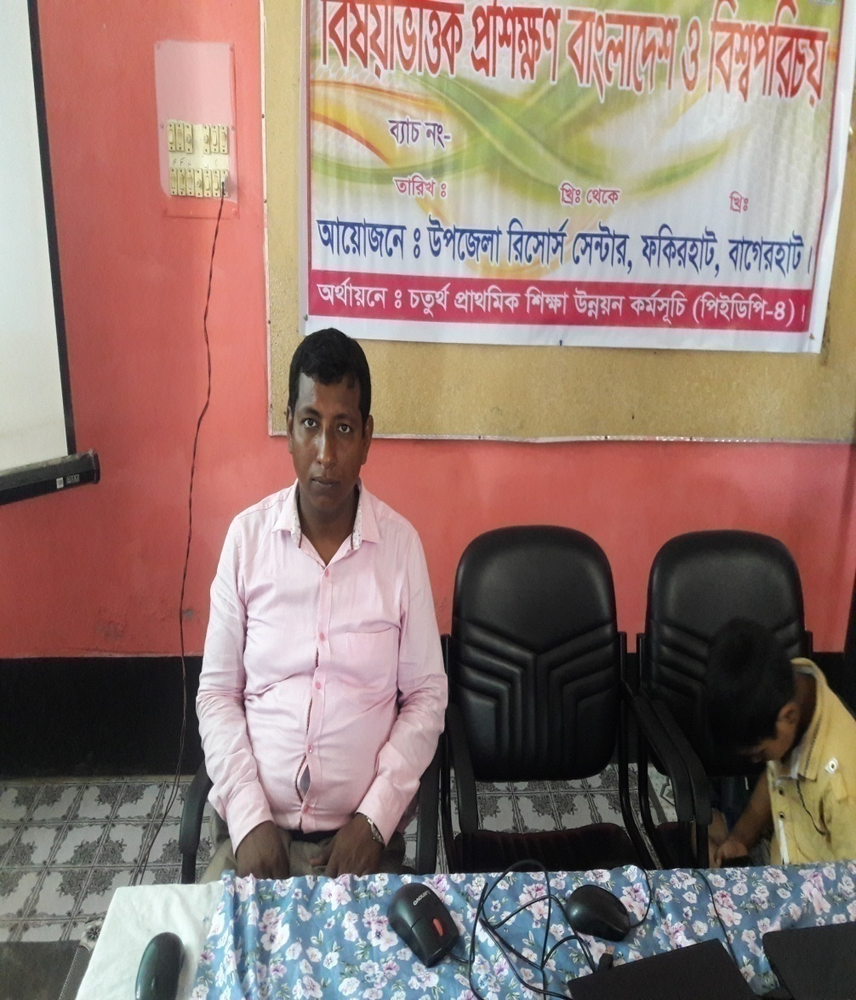 বিষয়ভিত্তিক প্রশিক্ষণ বাংলাদেশ ও বিশ্বপরিচয়
ব্যাচ নং-
তারিখ ঃ খ্রিঃ থেকে খ্রিঃ
আয়োজনে ঃ উপজেলা রিসোর্স সেন্টার, ফকিরহাট, বাগেরহাট।
অর্থায়নে ঃ চতুর্থ প্রাথমিক শিক্ষা উন্নয়ন কর্মসূচি (পিইডিপি-৪)।
lenovo